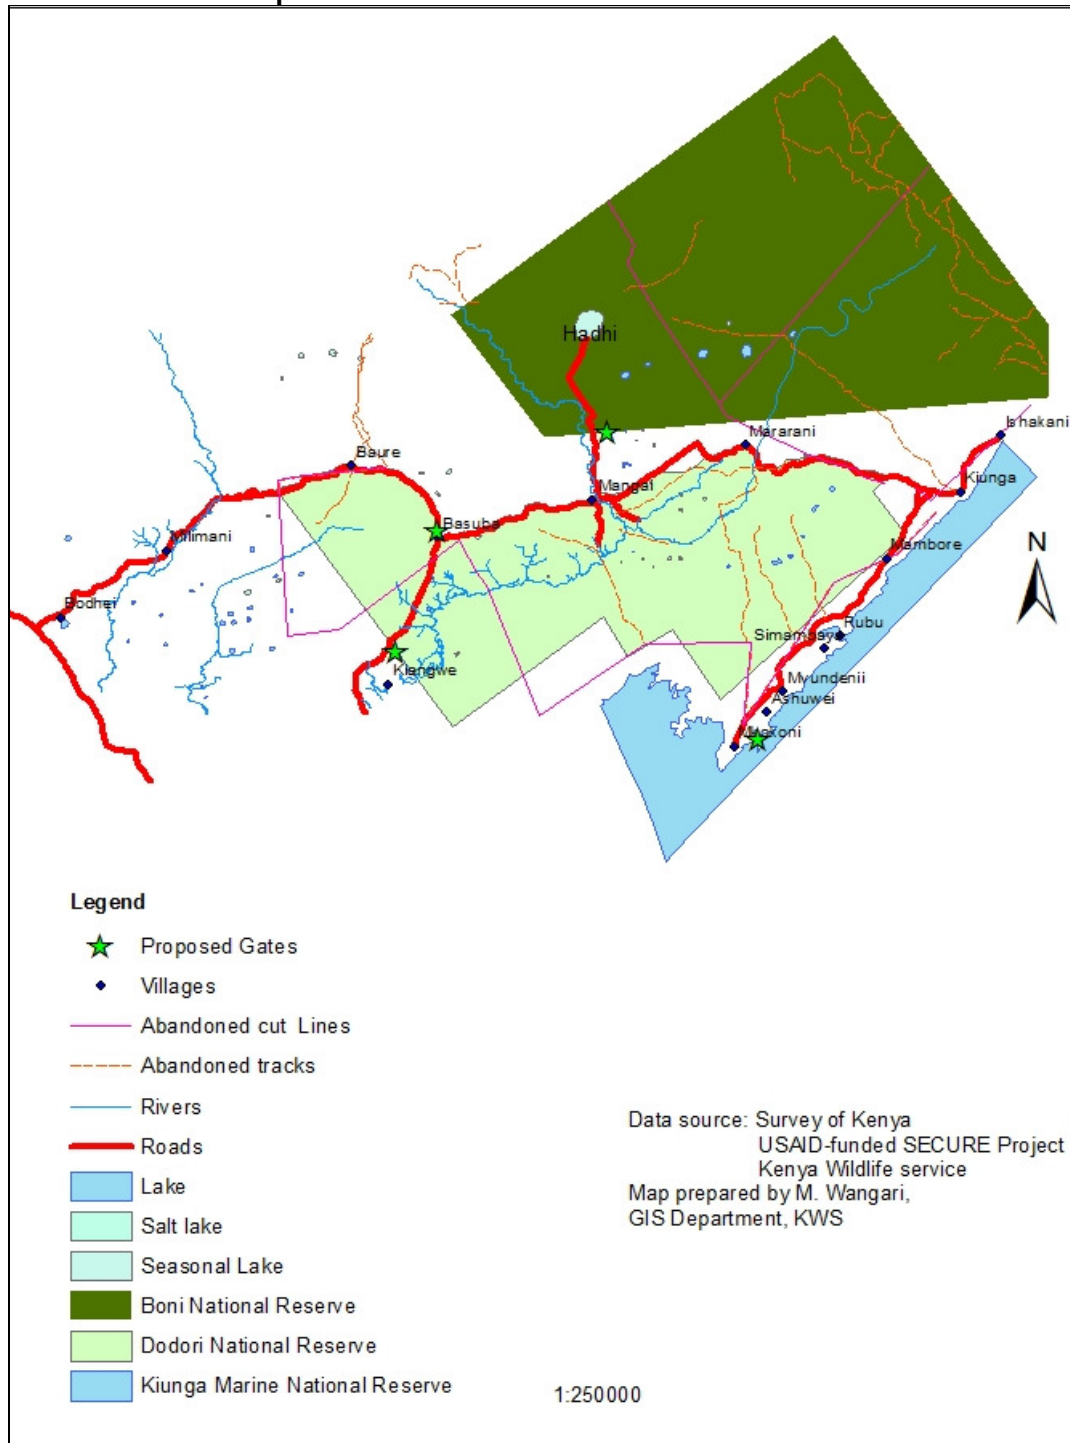 Hadhi
Ishakani
Mararani
Baure
Kiunga
Mangai
Basuba
Milimani
Mambore
Bodhei
Rubu
Simambaya
Kiangwe
Myundenii
Ashuwei
N
Legend
Proposed Gates
Villages
Abandoned cut Lines
Abandoned tracks
Rivers
Roads
Lake
Salt lake
Seasonal Lake
Boni National Reserve
Dodori National Reserve
Kiunga Marine National Reserve
Data source: Survey of Kenya
USAID-funded SECURE Project
Kenya Wildlife service
Map prepared by M. Wangari,
GIS Department, KWS
1:250000